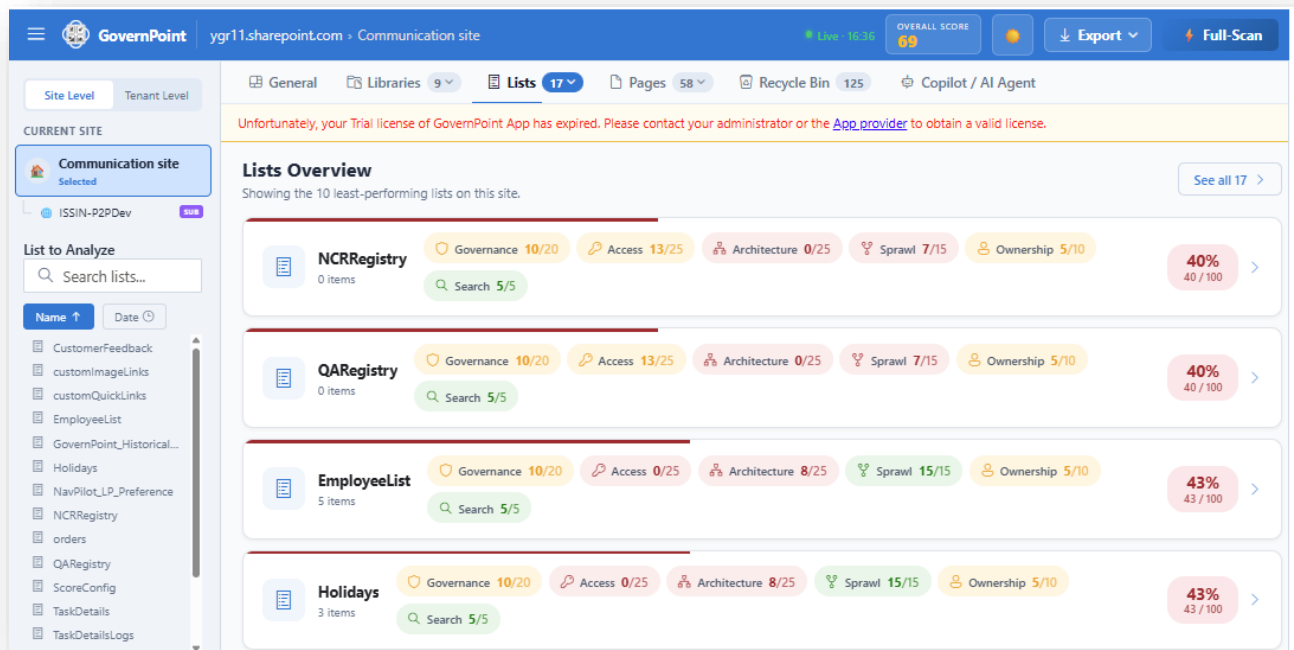 GovernPoint ygr11.sharepoint.com › Communication site Live · 16:36 OVERALL SCORE 69 Export Full-Scan
Site Level Tenant Level
CURRENT SITE
Communication site
Selected
ISSIN-P2PDev SUB
List to Analyze
Search lists...
Name ↑ Date
CustomerFeedback
customImageLinks
customQuickLinks
EmployeeList
GovernPoint_Historical...
Holidays
NavPilot_LP_Preference
NCRRegistry
orders
QARegistry
ScoreConfig
TaskDetails
TaskDetailsLogs
General Libraries 9 Lists 17 Pages 58 Recycle Bin 125 Copilot / AI Agent
Unfortunately, your Trial license of GovernPoint App has expired. Please contact your administrator or the App provider to obtain a valid license.
Lists Overview
Showing the 10 least-performing lists on this site.
See all 17
NCRRegistry
0 items
Governance 10/20 Access 13/25 Architecture 0/25 Sprawl 7/15 Ownership 5/10
Search 5/5
40%
40 / 100
QARegistry
0 items
Governance 10/20 Access 13/25 Architecture 0/25 Sprawl 7/15 Ownership 5/10
Search 5/5
40%
40 / 100
EmployeeList
5 items
Governance 10/20 Access 0/25 Architecture 8/25 Sprawl 15/15 Ownership 5/10
Search 5/5
43%
43 / 100
Holidays
3 items
Governance 10/20 Access 0/25 Architecture 8/25 Sprawl 15/15 Ownership 5/10
Search 5/5
43%
43 / 100